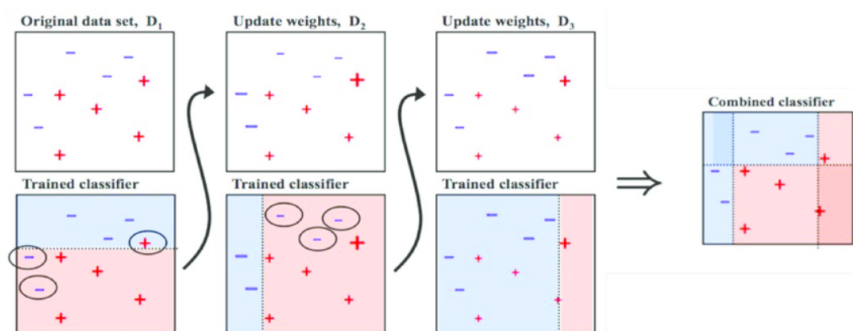 Original data set, D₁
Update weights, D₂
Update weights, D₃
Combined classifier
Trained classifier
Trained classifier
Trained classifier